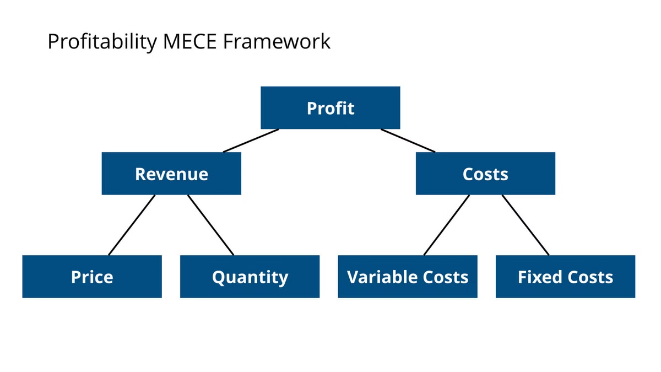 Profitability MECE Framework
Profit
Revenue
Costs
Price
Quantity
Variable Costs
Fixed Costs